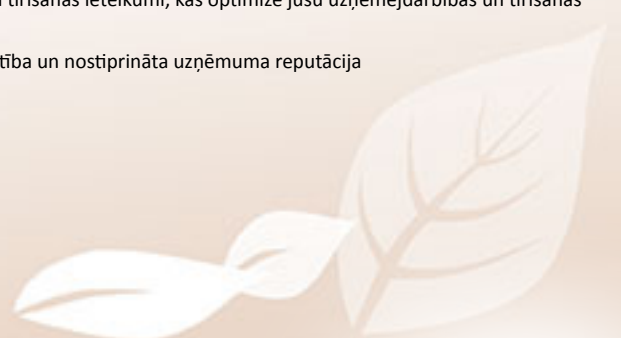 tīrīšanas ieteikumi, kas optimizē jūsu uzņēmējdarbības un tīrīšanas
tība un nostiprināta uzņēmuma reputācija